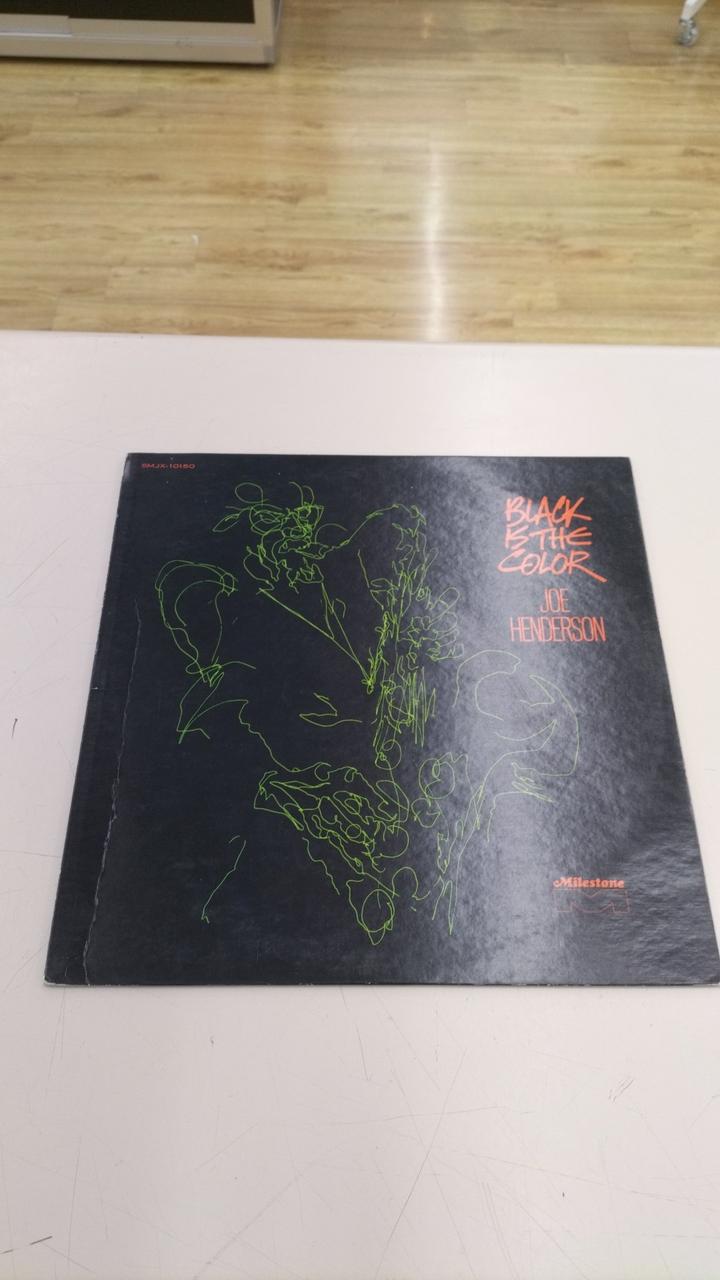 SMJX-10150
BLACK
IS THE
COLOR
JOE
HENDERSON
Milestone